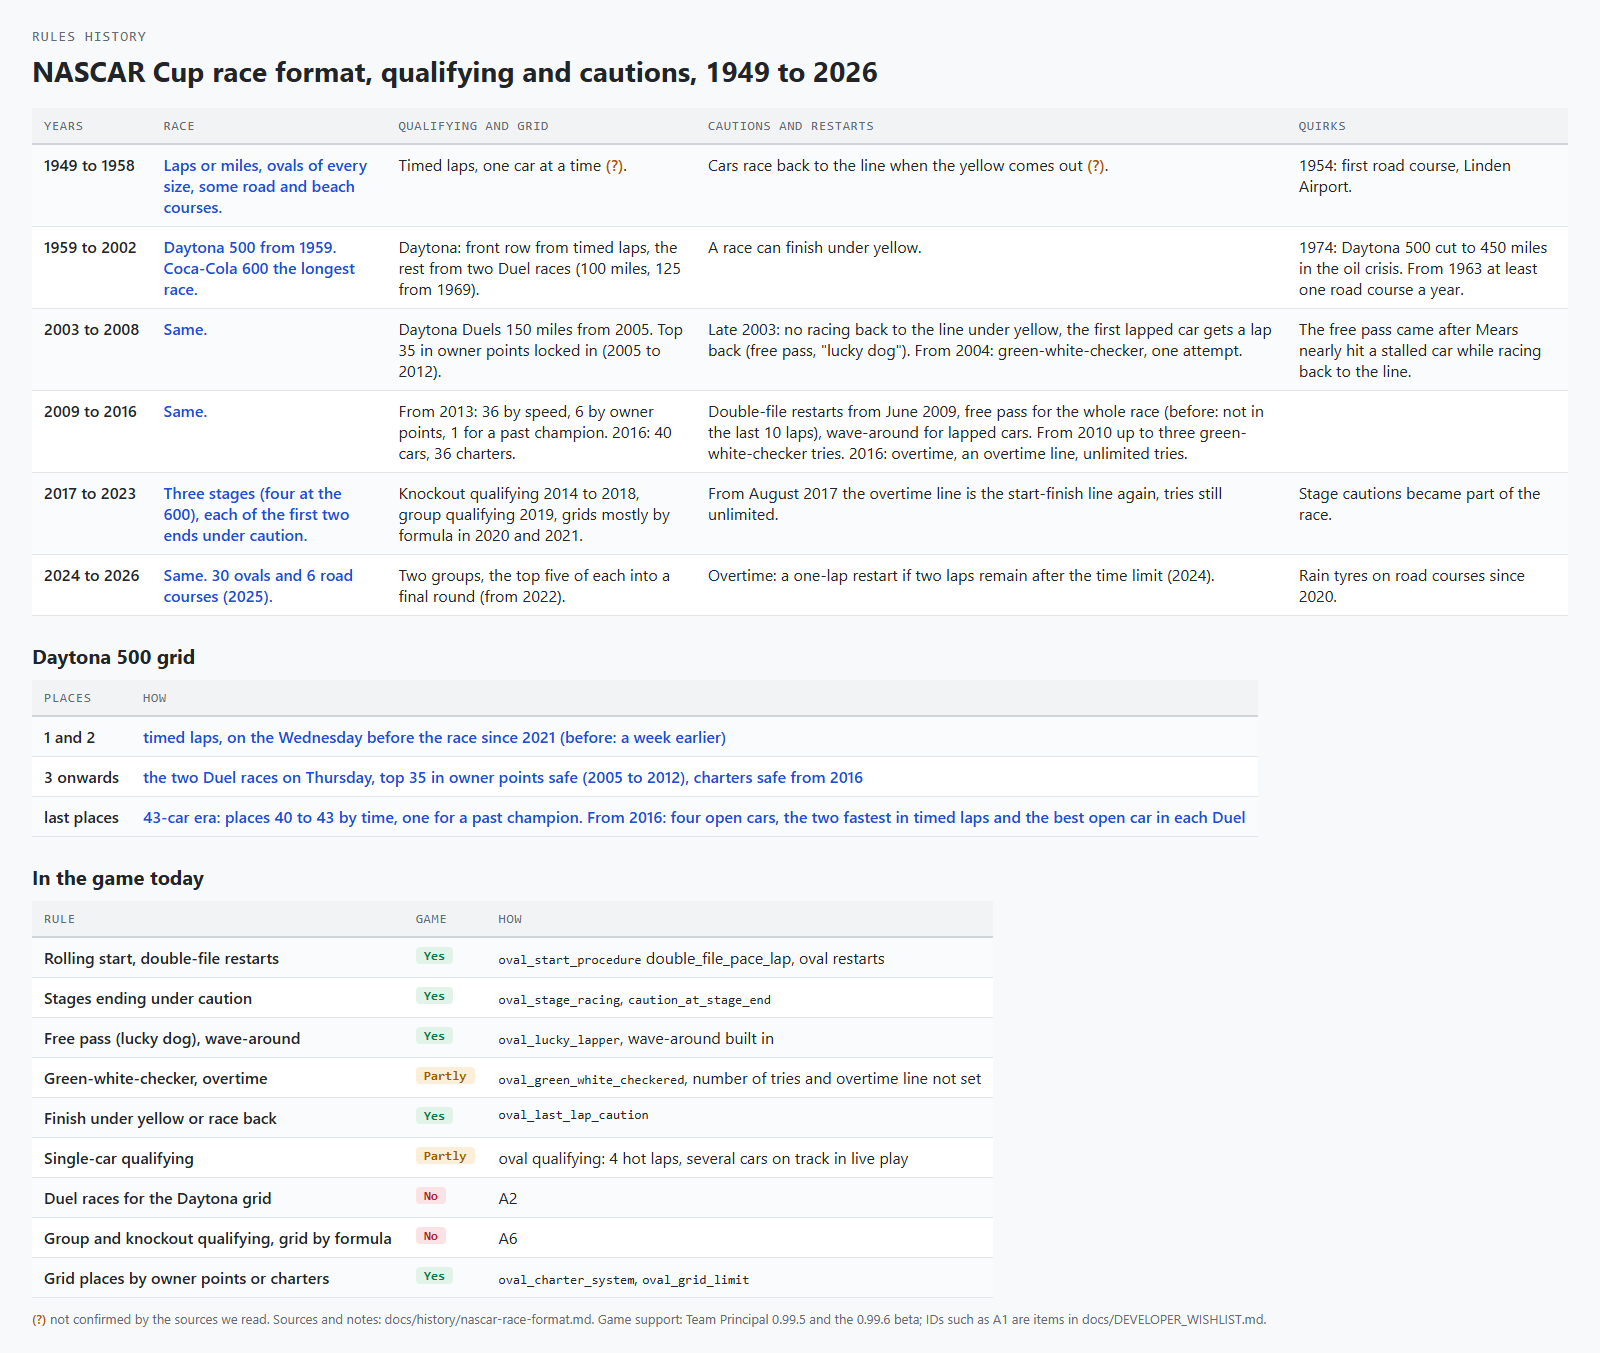 RULES HISTORY
NASCAR Cup race format, qualifying and cautions, 1949 to 2026
YEARS RACE QUALIFYING AND GRID CAUTIONS AND RESTARTS QUIRKS
1949 to 1958
Laps or miles, ovals of every
size, some road and beach
courses.
Timed laps, one car at a time (?).
Cars race back to the line when the yellow comes out (?).
1954: first road course, Linden
Airport.
1959 to 2002
Daytona 500 from 1959.
Coca-Cola 600 the longest
race.
Daytona: front row from timed laps, the
rest from two Duel races (100 miles, 125
from 1969).
A race can finish under yellow.
1974: Daytona 500 cut to 450 miles
in the oil crisis. From 1963 at least
one road course a year.
2003 to 2008
Same.
Daytona Duels 150 miles from 2005. Top
35 in owner points locked in (2005 to
2012).
Late 2003: no racing back to the line under yellow, the first lapped car gets a lap
back (free pass, "lucky dog"). From 2004: green-white-checker, one attempt.
The free pass came after Mears
nearly hit a stalled car while racing
back to the line.
2009 to 2016
Same.
From 2013: 36 by speed, 6 by owner
points, 1 for a past champion. 2016: 40
cars, 36 charters.
Double-file restarts from June 2009, free pass for the whole race (before: not in
the last 10 laps), wave-around for lapped cars. From 2010 up to three green-
white-checker tries. 2016: overtime, an overtime line, unlimited tries.
2017 to 2023
Three stages (four at the
600), each of the first two
ends under caution.
Knockout qualifying 2014 to 2018,
group qualifying 2019, grids mostly by
formula in 2020 and 2021.
From August 2017 the overtime line is the start-finish line again, tries still
unlimited.
Stage cautions became part of the
race.
2024 to 2026
Same. 30 ovals and 6 road
courses (2025).
Two groups, the top five of each into a
final round (from 2022).
Overtime: a one-lap restart if two laps remain after the time limit (2024).
Rain tyres on road courses since
2020.
Daytona 500 grid
PLACES HOW
1 and 2 timed laps, on the Wednesday before the race since 2021 (before: a week earlier)
3 onwards the two Duel races on Thursday, top 35 in owner points safe (2005 to 2012), charters safe from 2016
last places 43-car era: places 40 to 43 by time, one for a past champion. From 2016: four open cars, the two fastest in timed laps and the best open car in each Duel
In the game today
RULE GAME HOW
Rolling start, double-file restarts Yes oval_start_procedure double_file_pace_lap, oval restarts
Stages ending under caution Yes oval_stage_racing, caution_at_stage_end
Free pass (lucky dog), wave-around Yes oval_lucky_lapper, wave-around built in
Green-white-checker, overtime Partly oval_green_white_checkered, number of tries and overtime line not set
Finish under yellow or race back Yes oval_last_lap_caution
Single-car qualifying Partly oval qualifying: 4 hot laps, several cars on track in live play
Duel races for the Daytona grid No A2
Group and knockout qualifying, grid by formula No A6
Grid places by owner points or charters Yes oval_charter_system, oval_grid_limit
(?) not confirmed by the sources we read. Sources and notes: docs/history/nascar-race-format.md. Game support: Team Principal 0.99.5 and the 0.99.6 beta; IDs such as A1 are items in docs/DEVELOPER_WISHLIST.md.